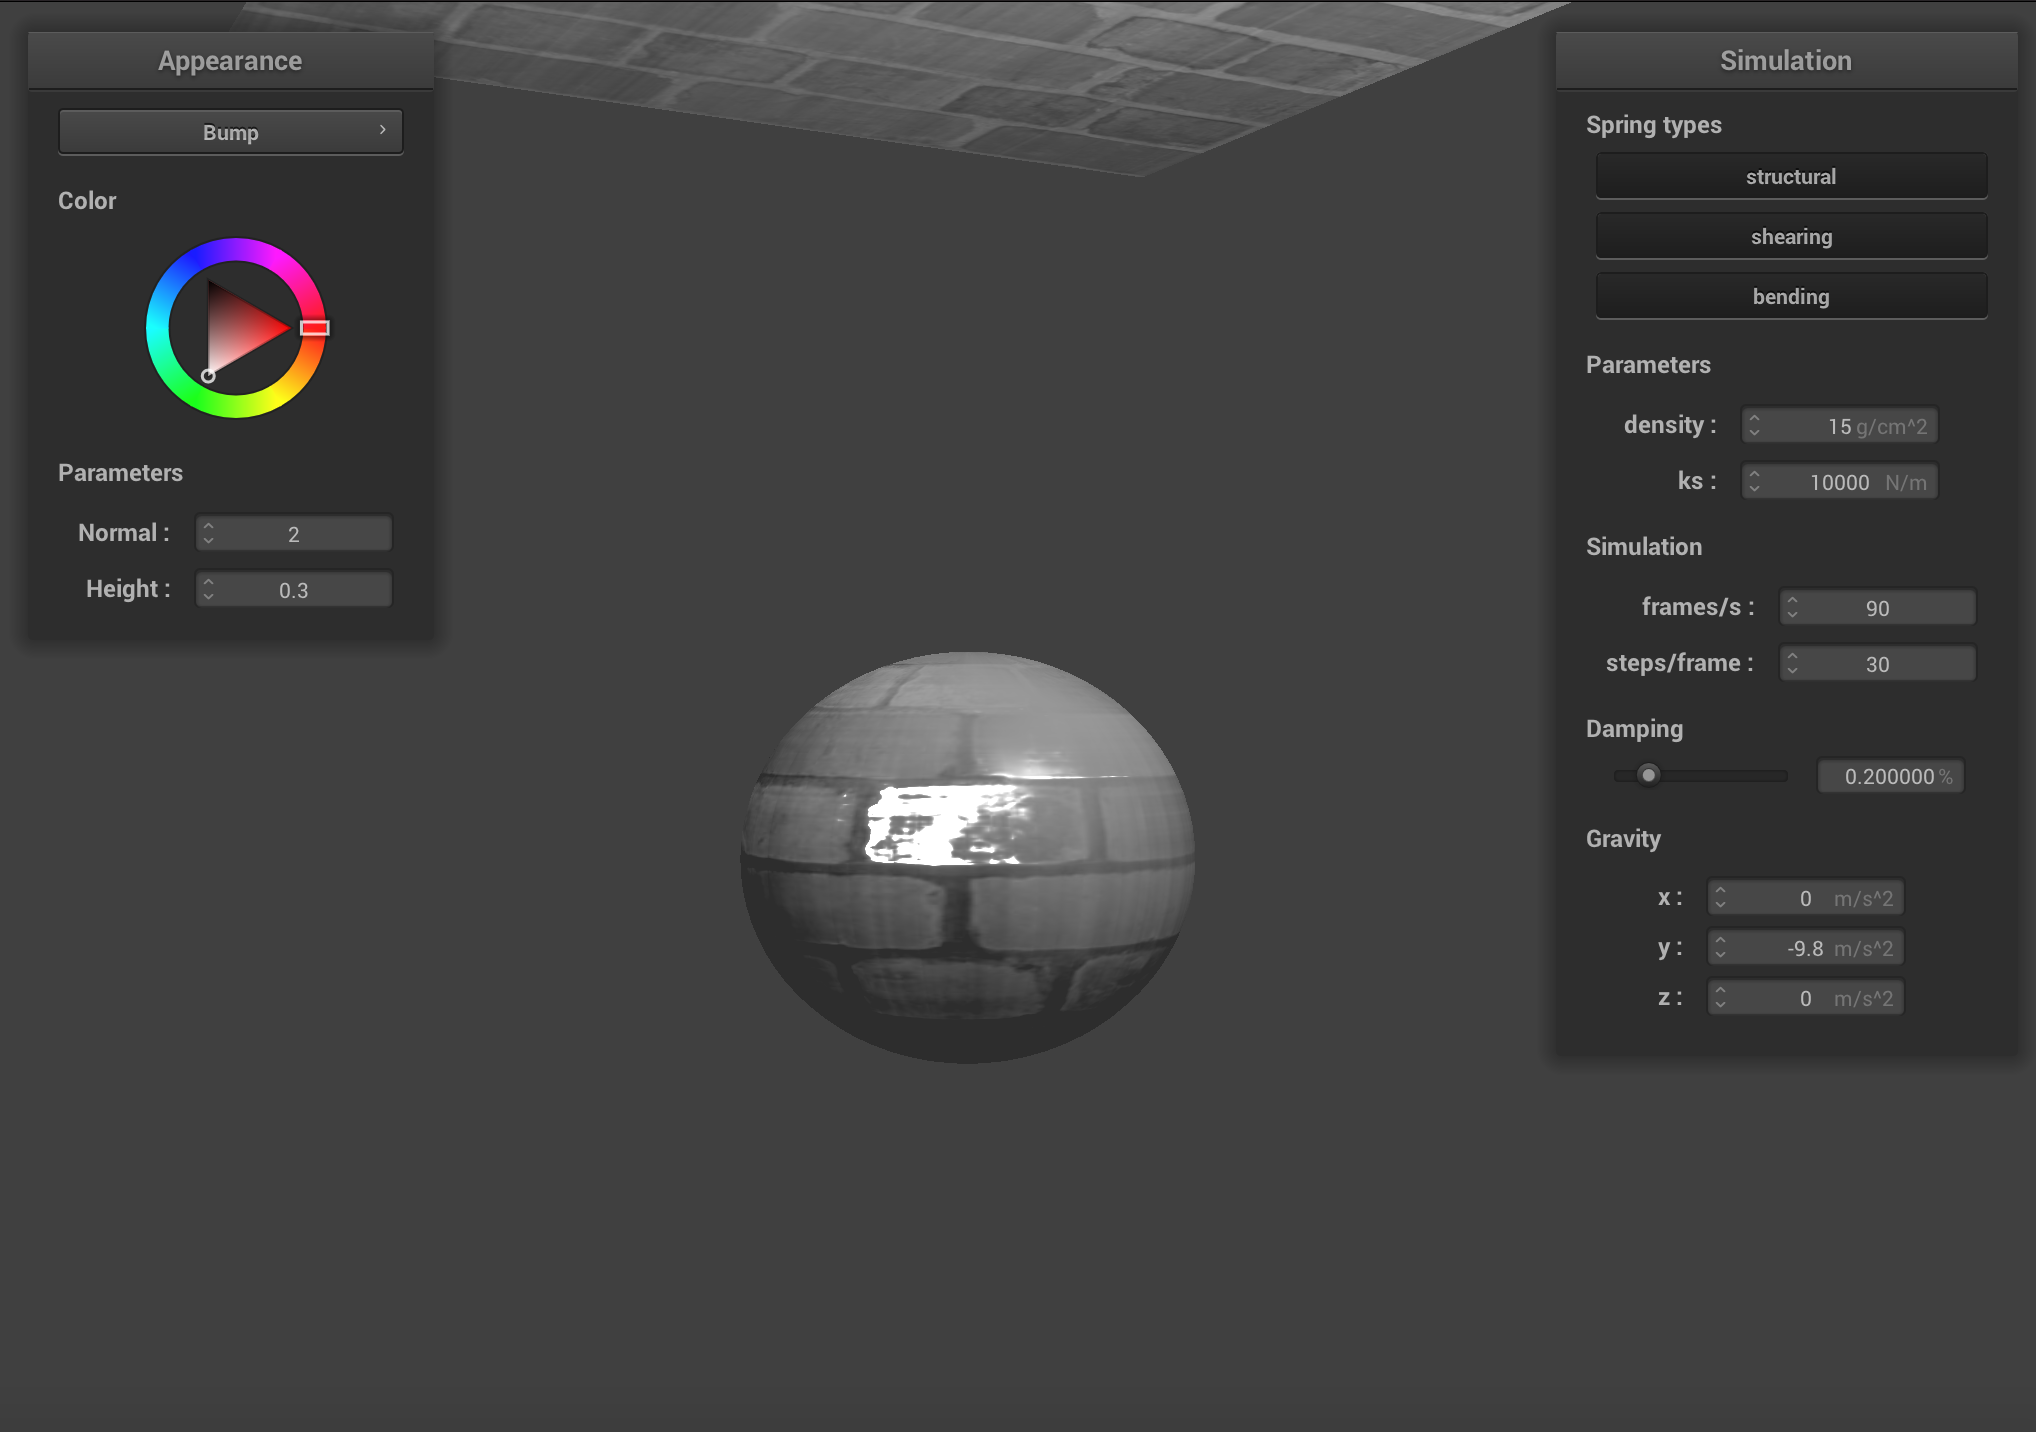 Appearance
Bump
Color
Parameters
Normal : 2
Height : 0.3
Simulation
Spring types
structural
shearing
bending
Parameters
density : 15 g/cm^2
ks : 10000 N/m
Simulation
frames/s : 90
steps/frame : 30
Damping
0.200000 %
Gravity
x : 0 m/s^2
y : -9.8 m/s^2
z : 0 m/s^2